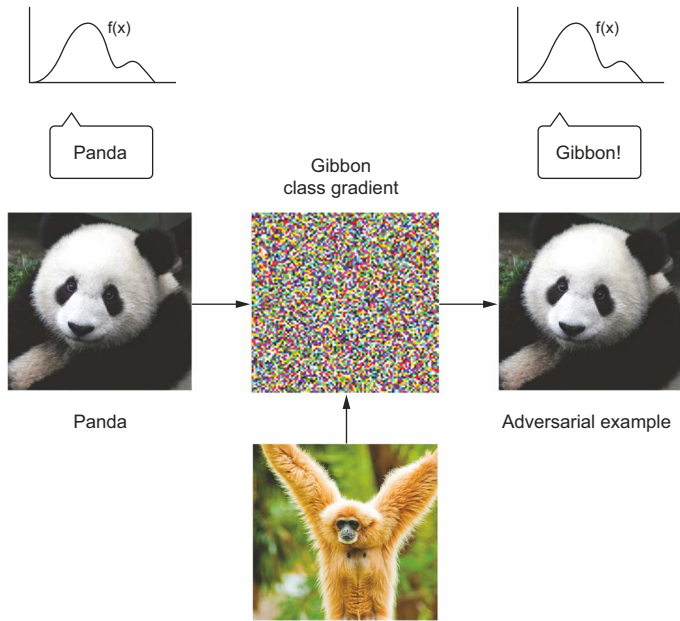 f(x)
f(x)
Panda
Gibbon!
Gibbon
class gradient
Panda
Adversarial example